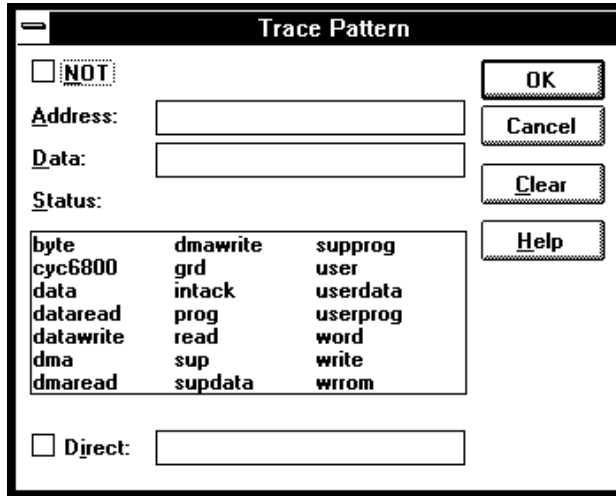 Trace Pattern
NOT
OK
Address:
Cancel
Data:
Clear
Status:
Help
byte dmawrite supprog
cyc6800 grd user
data intack userdata
dataread prog userprog
datawrite read word
dma sup write
dmaread supdata wrrom
Direct: